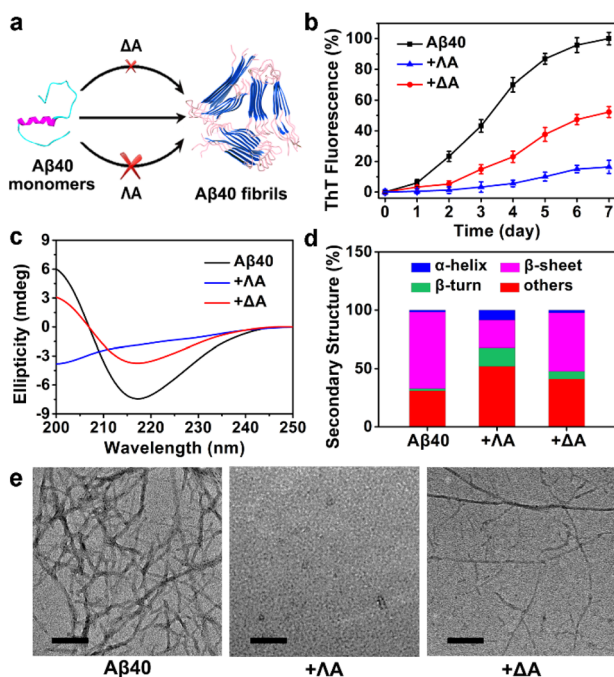 a
ΔA
Aβ40
monomers
ΛA
Aβ40 fibrils
b
ThT Fluorescence (%)
100
80
60
40
20
0
Aβ40
+ΛA
+ΔA
0 1 2 3 4 5 6 7
Time (day)
c
Ellipticity (mdeg)
6
3
0
-3
-6
-9
Aβ40
+ΛA
+ΔA
200 210 220 230 240 250
Wavelength (nm)
d
Secondary Structure (%)
150
100
50
0
α-helix β-sheet
β-turn others
Aβ40 +ΛA +ΔA
e
Aβ40 +ΛA +ΔA